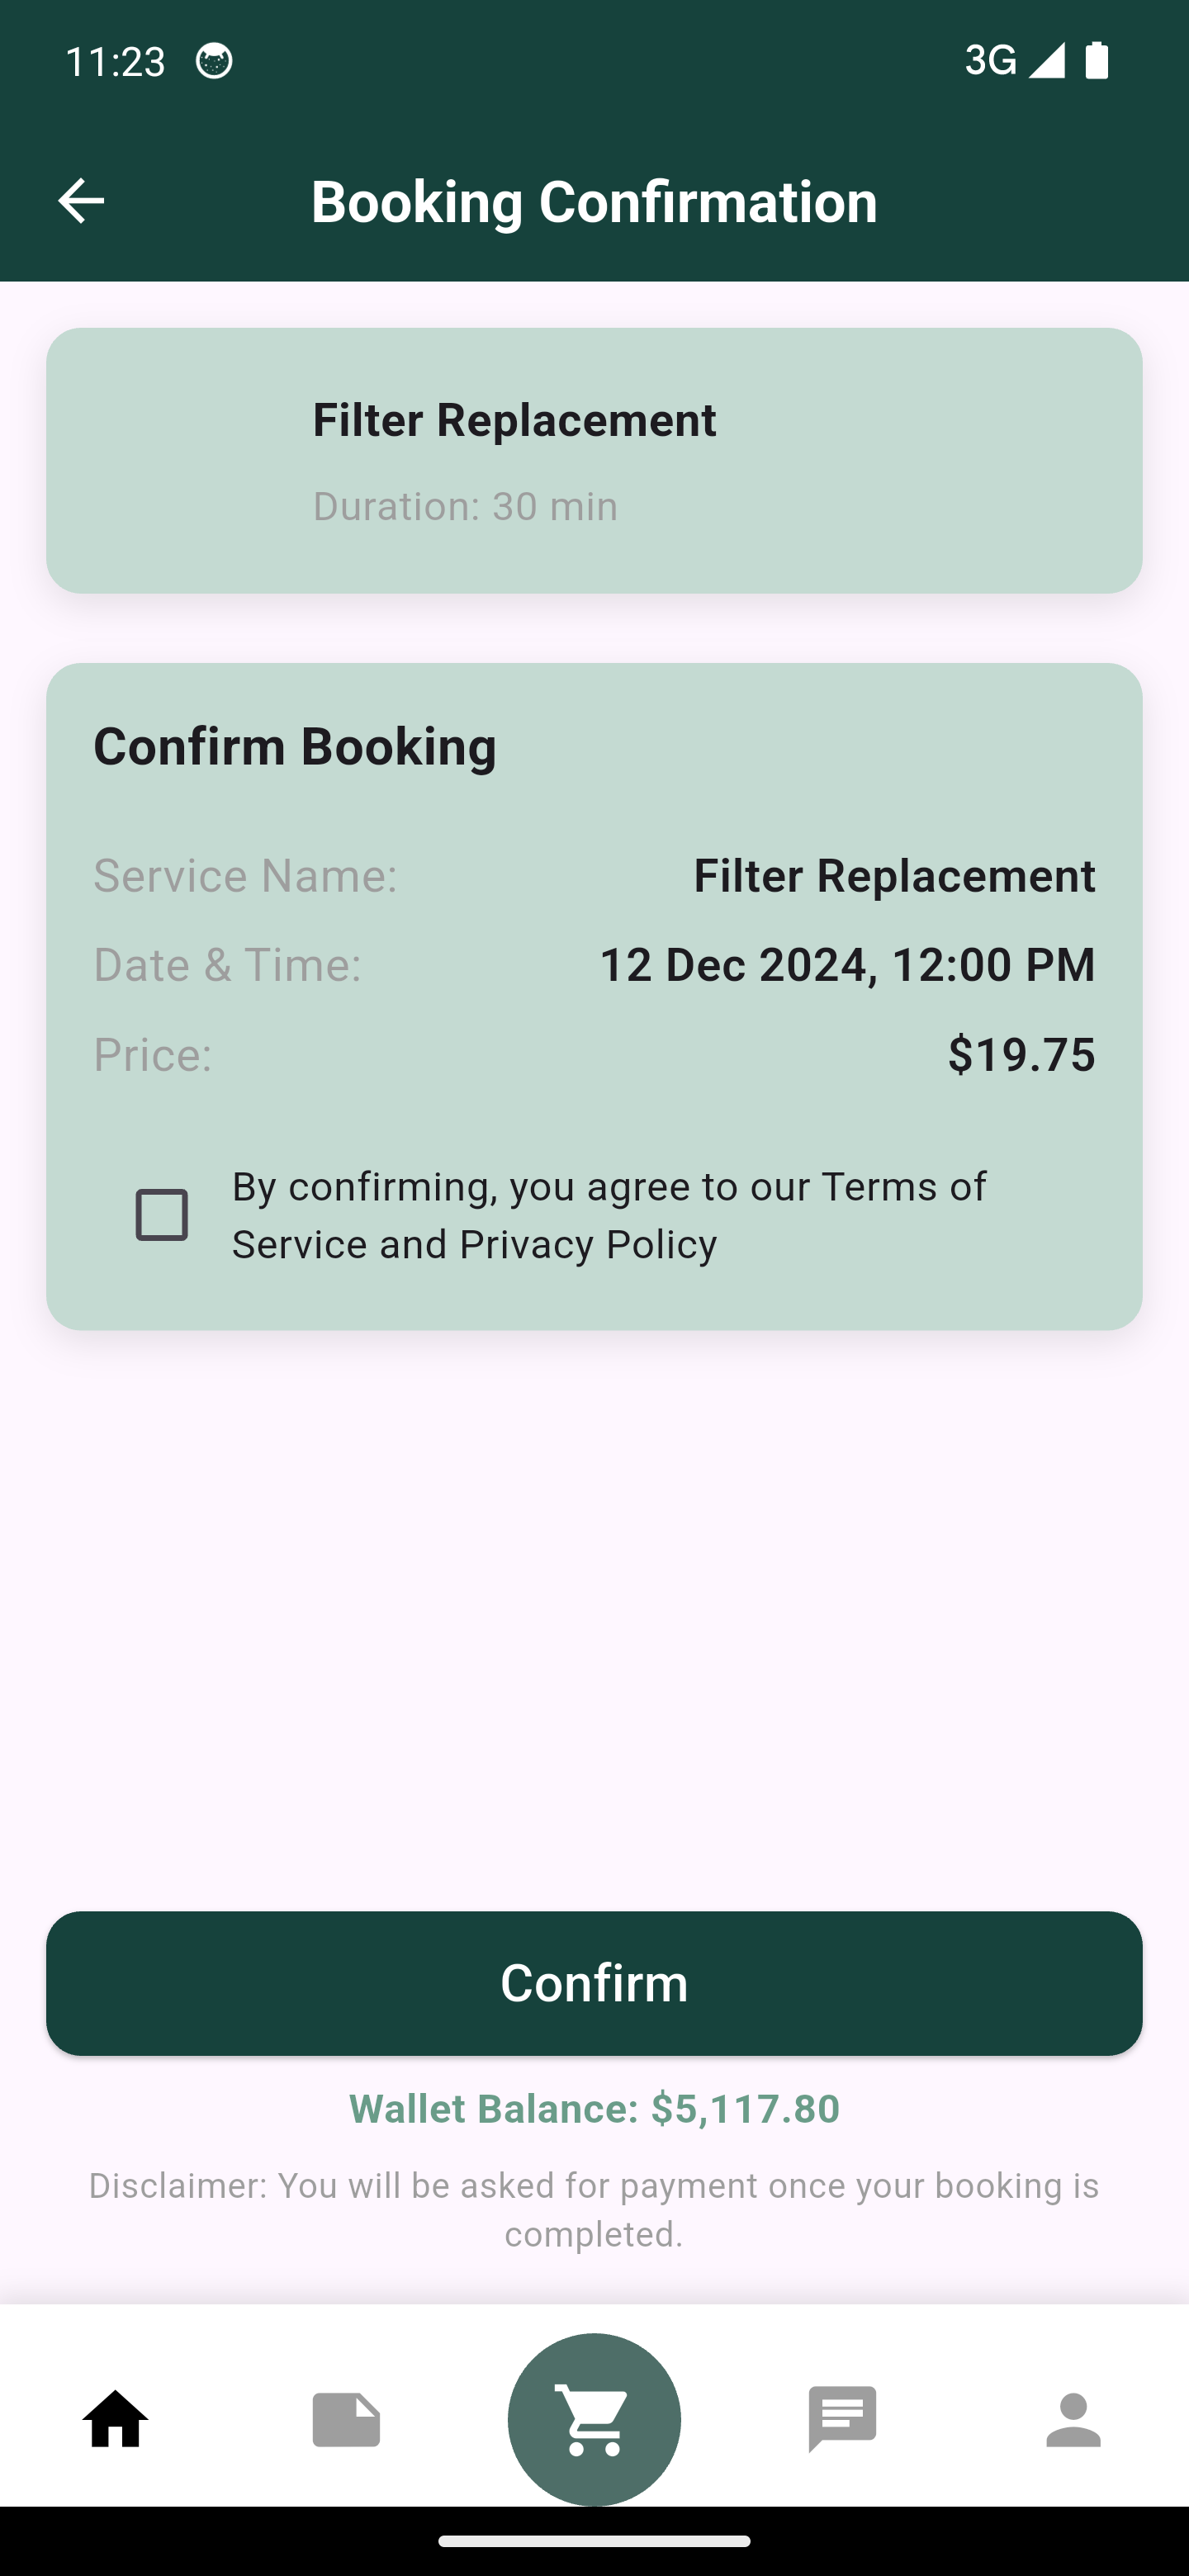 11:23
3G
Booking Confirmation
Filter Replacement
Duration: 30 min
Confirm Booking
Service Name: Filter Replacement
Date & Time: 12 Dec 2024, 12:00 PM
Price: $19.75
By confirming, you agree to our Terms of
Service and Privacy Policy
Confirm
Wallet Balance: $5,117.80
Disclaimer: You will be asked for payment once your booking is
completed.